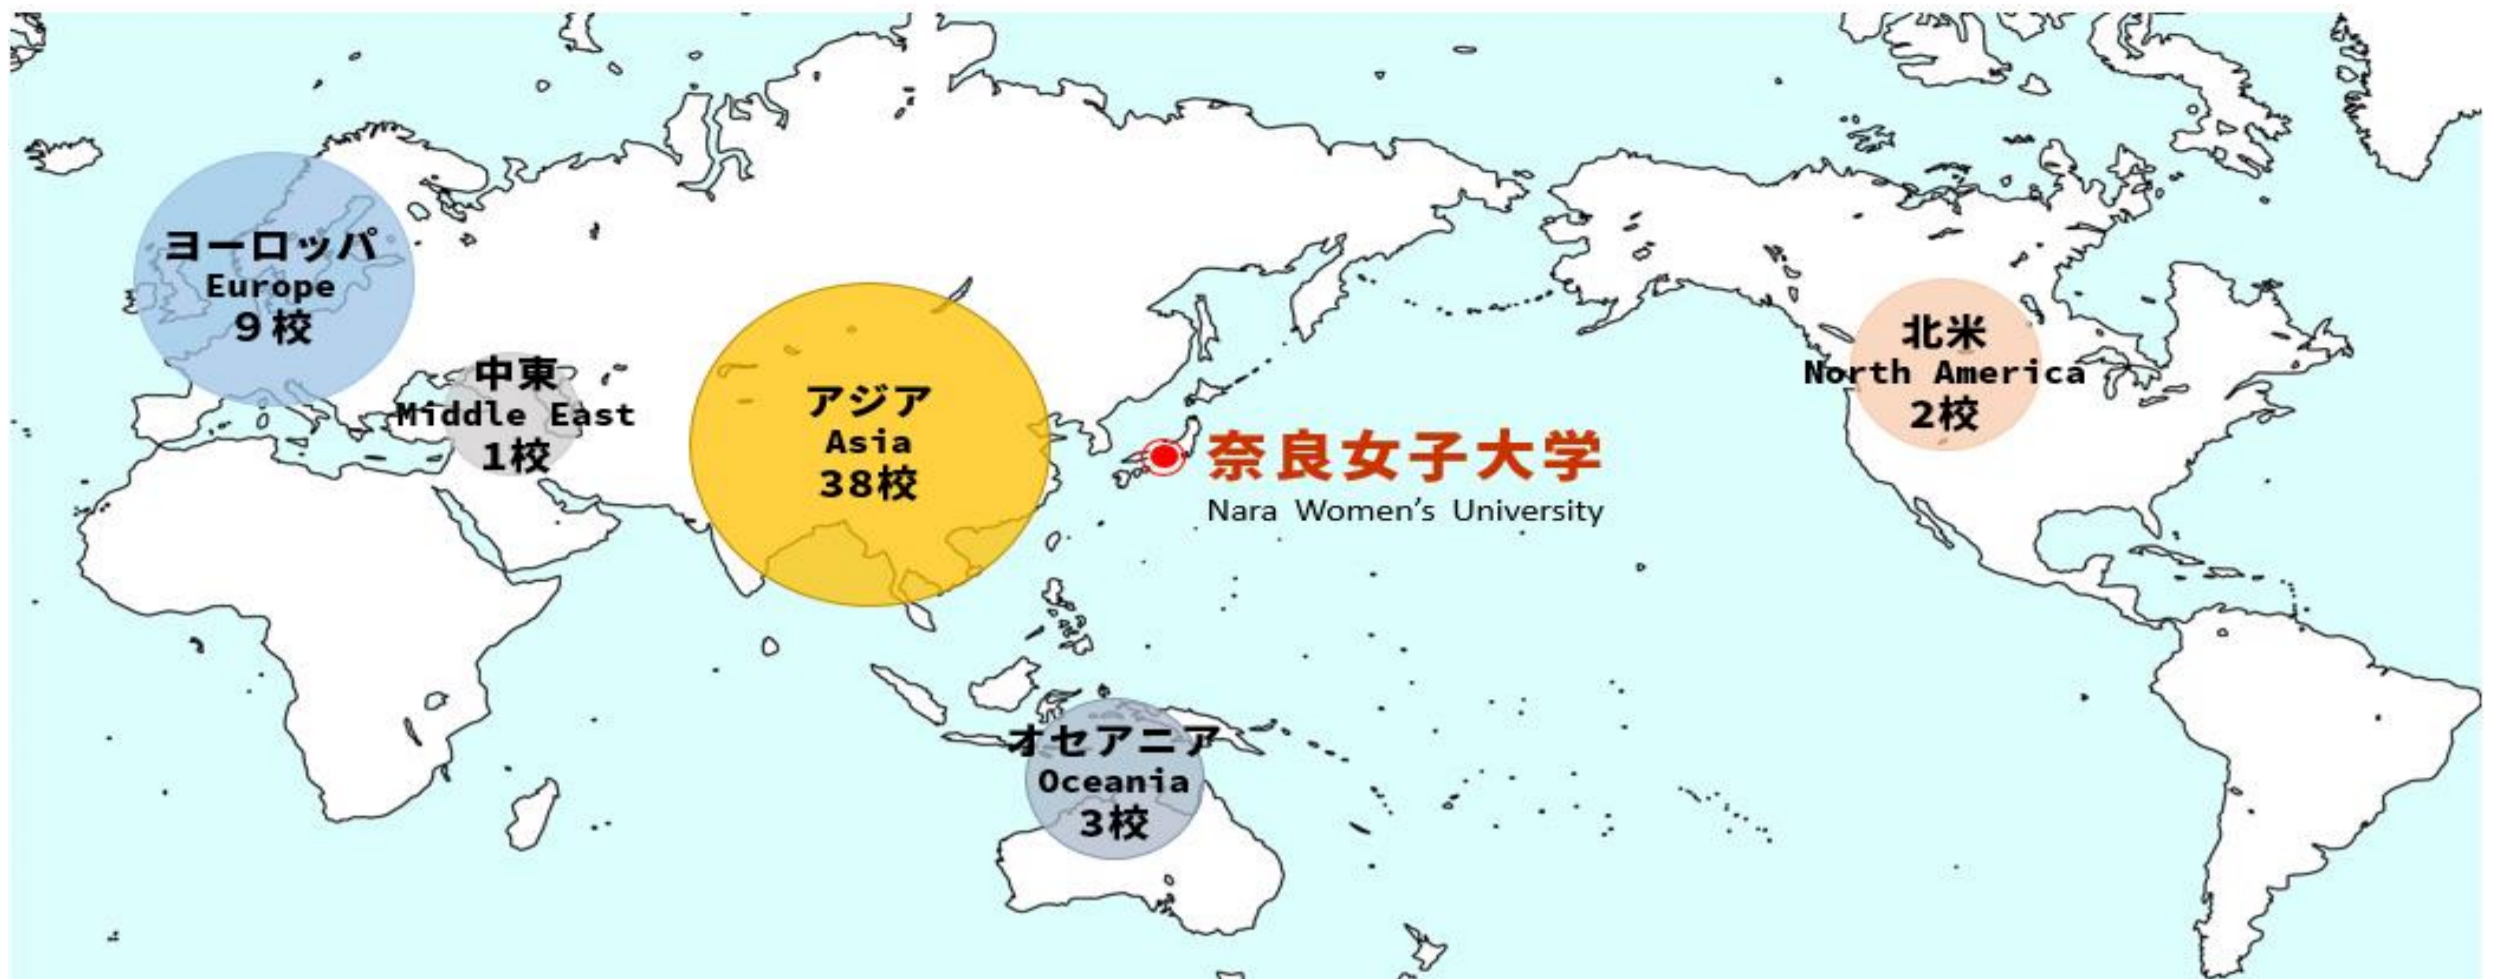 ヨーロッパ
Europe
9校
中東
Middle East
1校
アジア
Asia
38校
奈良女子大学
Nara Women’s University
北米
North America
2校
オセアニア
Oceania
3校